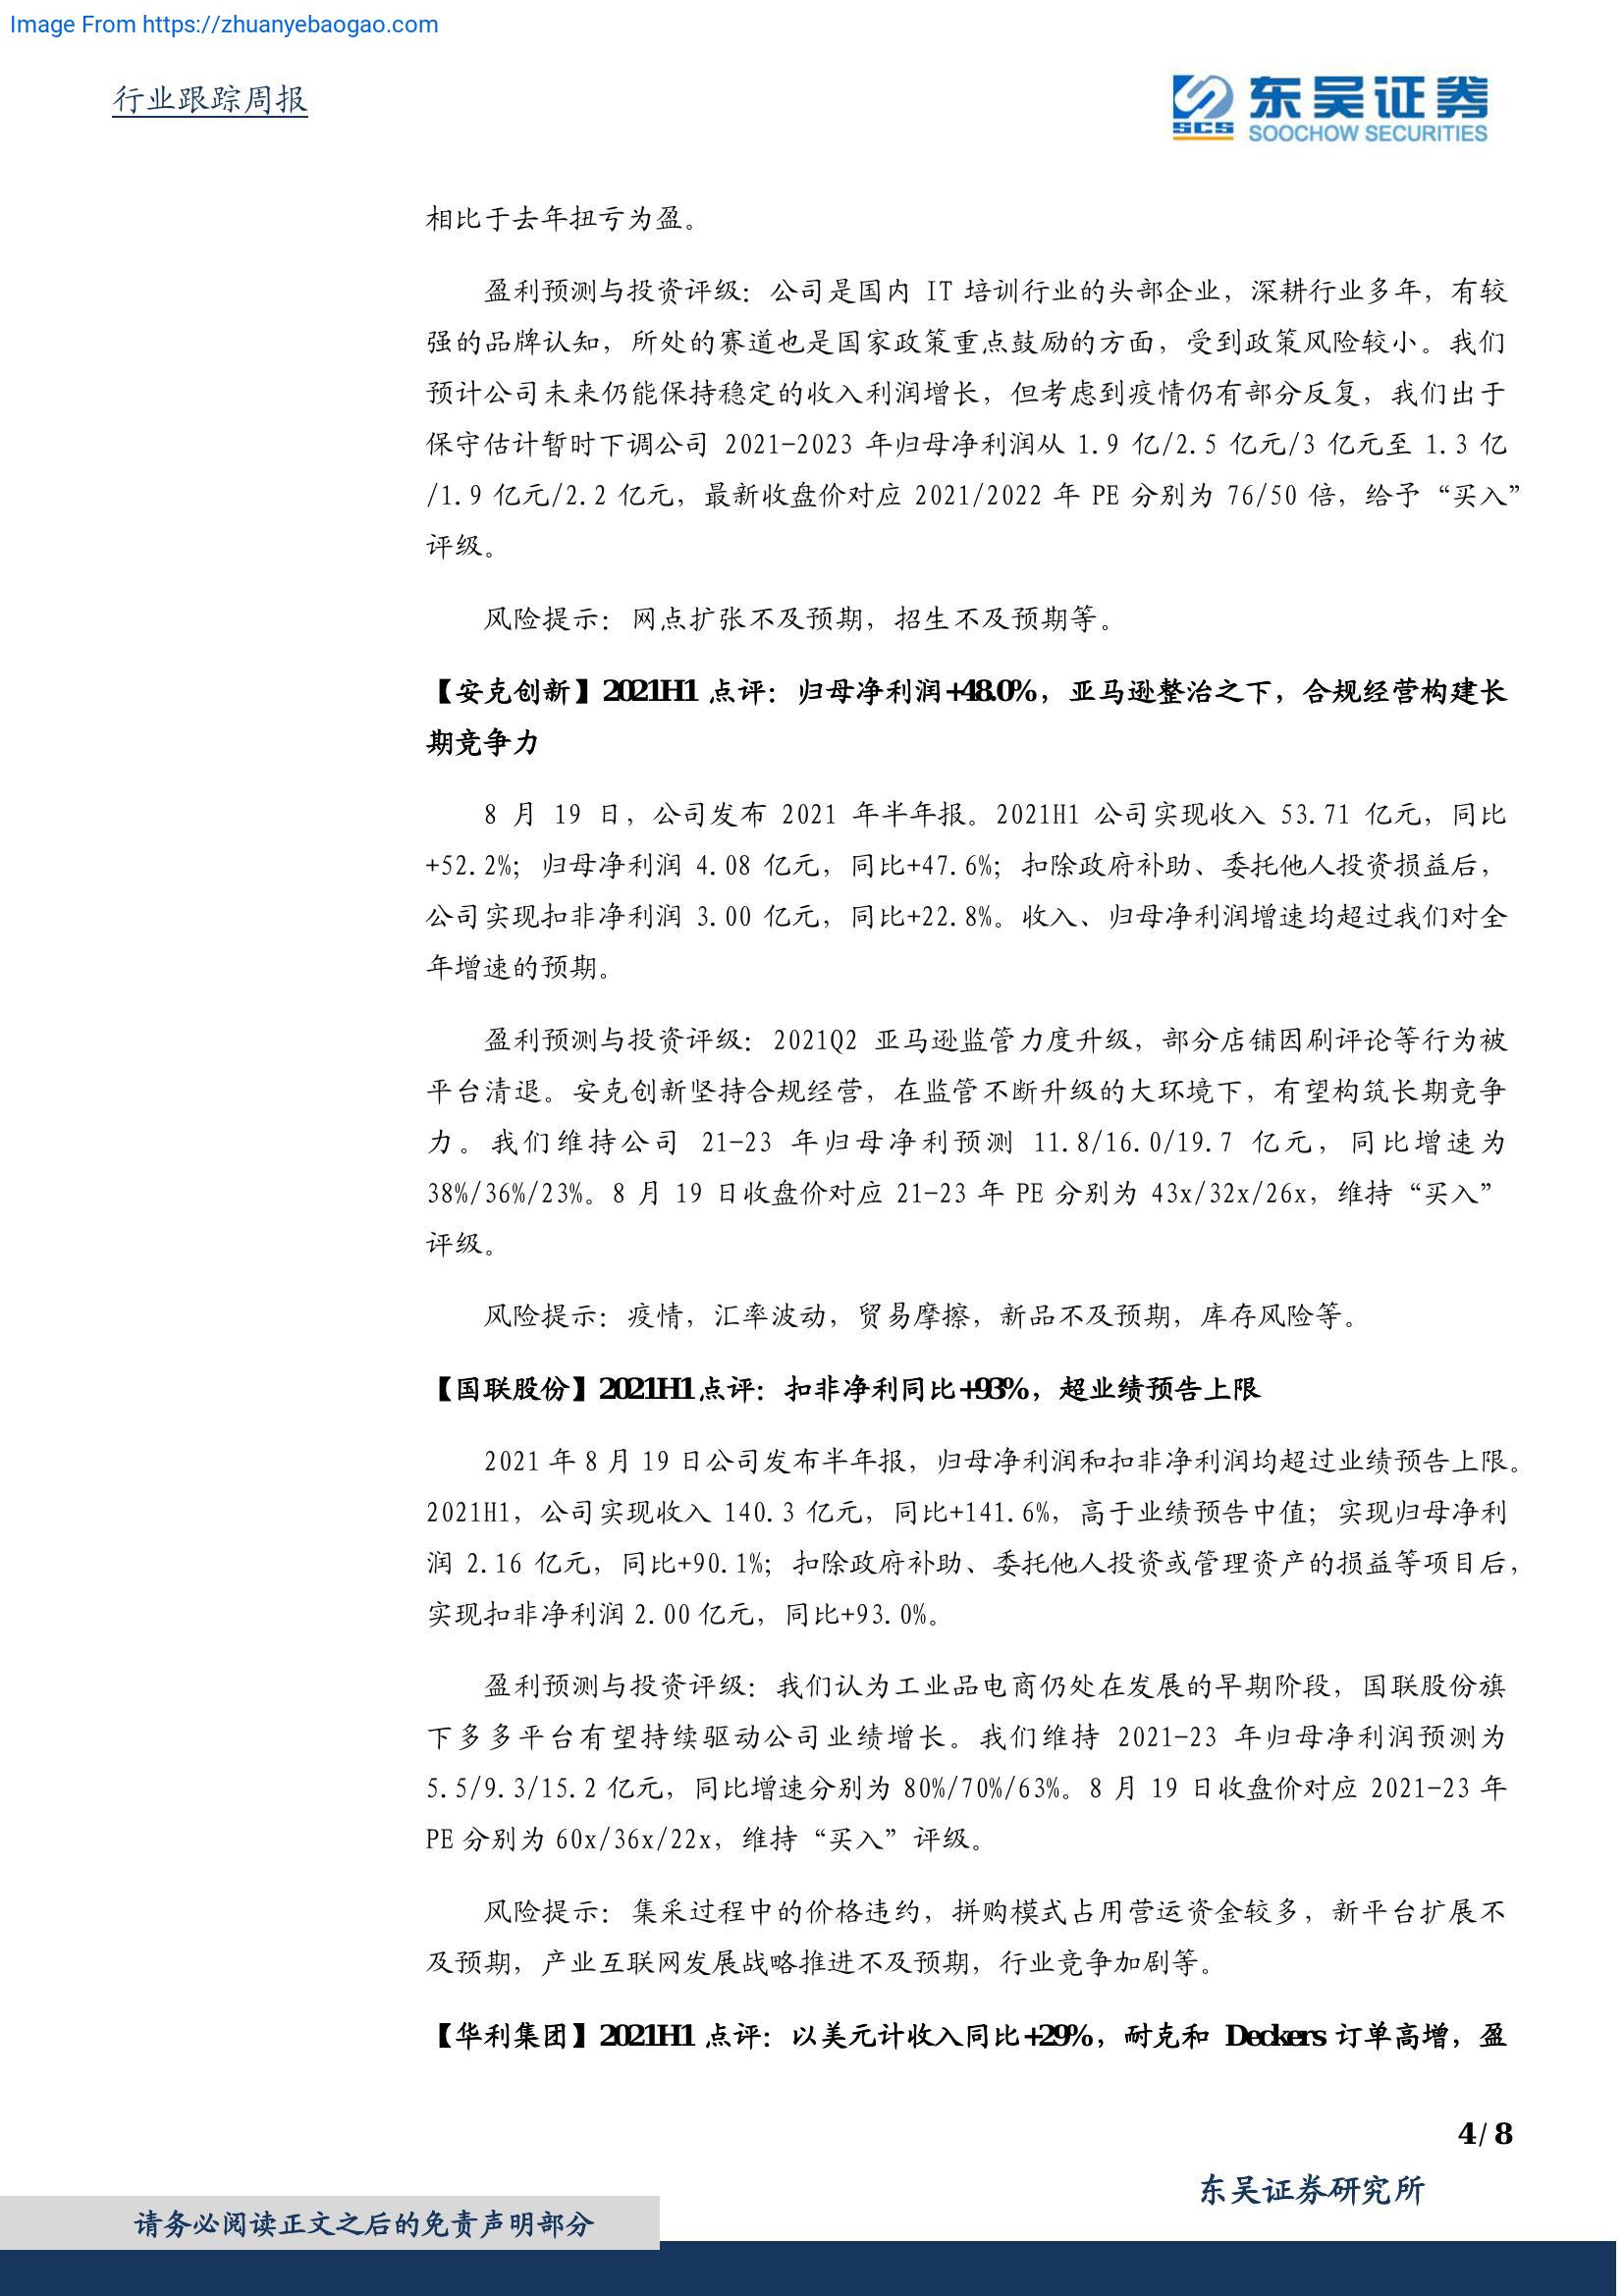 Image From https://zhuanyebaogao.com
行业跟踪周报
SCS 东吴证券
SOOCHOW SECURITIES
相比于去年扭亏为盈。
盈利预测与投资评级：公司是国内 IT 培训行业的头部企业，深耕行业多年，有较
强的品牌认知，所处的赛道也是国家政策重点鼓励的方面，受到政策风险较小。我们
预计公司未来仍能保持稳定的收入利润增长，但考虑到疫情仍有部分反复，我们出于
保守估计暂时下调公司 2021-2023 年归母净利润从 1.9 亿/2.5 亿元/3 亿元至 1.3 亿
/1.9 亿元/2.2 亿元，最新收盘价对应 2021/2022 年 PE 分别为 76/50 倍，给予“买入”
评级。
风险提示：网点扩张不及预期，招生不及预期等。
【安克创新】2021H1 点评：归母净利润+48.0%，亚马逊整治之下，合规经营构建长
期竞争力
8 月 19 日，公司发布 2021 年半年报。2021H1 公司实现收入 53.71 亿元，同比
+52.2%；归母净利润 4.08 亿元，同比+47.6%；扣除政府补助、委托他人投资损益后，
公司实现扣非净利润 3.00 亿元，同比+22.8%。收入、归母净利润增速均超过我们对全
年增速的预期。
盈利预测与投资评级：2021Q2 亚马逊监管力度升级，部分店铺因刷评论等行为被
平台清退。安克创新坚持合规经营，在监管不断升级的大环境下，有望构筑长期竞争
力。我们维持公司 21-23 年归母净利预测 11.8/16.0/19.7 亿元，同比增速为
38%/36%/23%。8 月 19 日收盘价对应 21-23 年 PE 分别为 43x/32x/26x，维持“买入”
评级。
风险提示：疫情，汇率波动，贸易摩擦，新品不及预期，库存风险等。
【国联股份】2021H1点评：扣非净利同比+93%，超业绩预告上限
2021 年 8 月 19 日公司发布半年报，归母净利润和扣非净利润均超过业绩预告上限。
2021H1，公司实现收入 140.3 亿元，同比+141.6%，高于业绩预告中值；实现归母净利
润 2.16 亿元，同比+90.1%；扣除政府补助、委托他人投资或管理资产的损益等项目后，
实现扣非净利润 2.00 亿元，同比+93.0%。
盈利预测与投资评级：我们认为工业品电商仍处在发展的早期阶段，国联股份旗
下多多平台有望持续驱动公司业绩增长。我们维持 2021-23 年归母净利润预测为
5.5/9.3/15.2 亿元，同比增速分别为 80%/70%/63%。8 月 19 日收盘价对应 2021-23 年
PE 分别为 60x/36x/22x，维持“买入”评级。
风险提示：集采过程中的价格违约，拼购模式占用营运资金较多，新平台扩展不
及预期，产业互联网发展战略推进不及预期，行业竞争加剧等。
【华利集团】2021H1 点评：以美元计收入同比+29%，耐克和 Deckers 订单高增，盈
4/ 8
东吴证券研究所
请务必阅读正文之后的免责声明部分